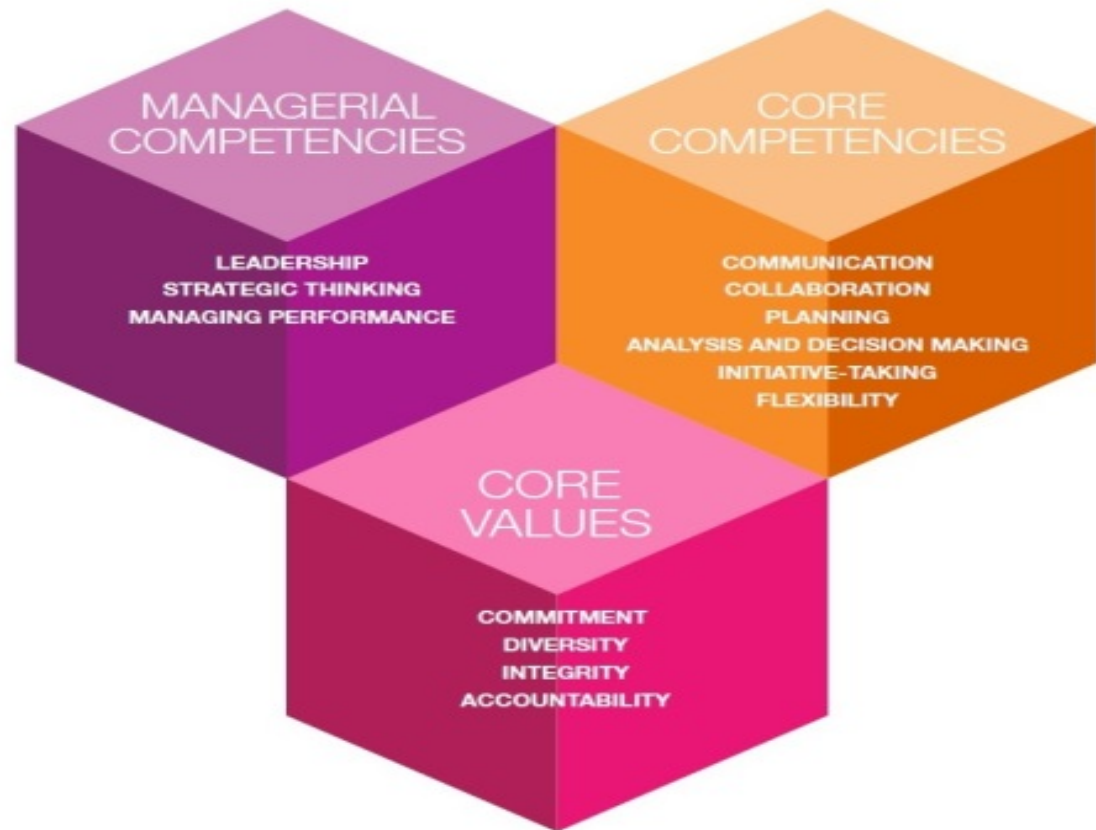 MANAGERIAL
COMPETENCIES
LEADERSHIP
STRATEGIC THINKING
MANAGING PERFORMANCE
CORE
COMPETENCIES
COMMUNICATION
COLLABORATION
PLANNING
ANALYSIS AND DECISION MAKING
INITIATIVE-TAKING
FLEXIBILITY
CORE
VALUES
COMMITMENT
DIVERSITY
INTEGRITY
ACCOUNTABILITY